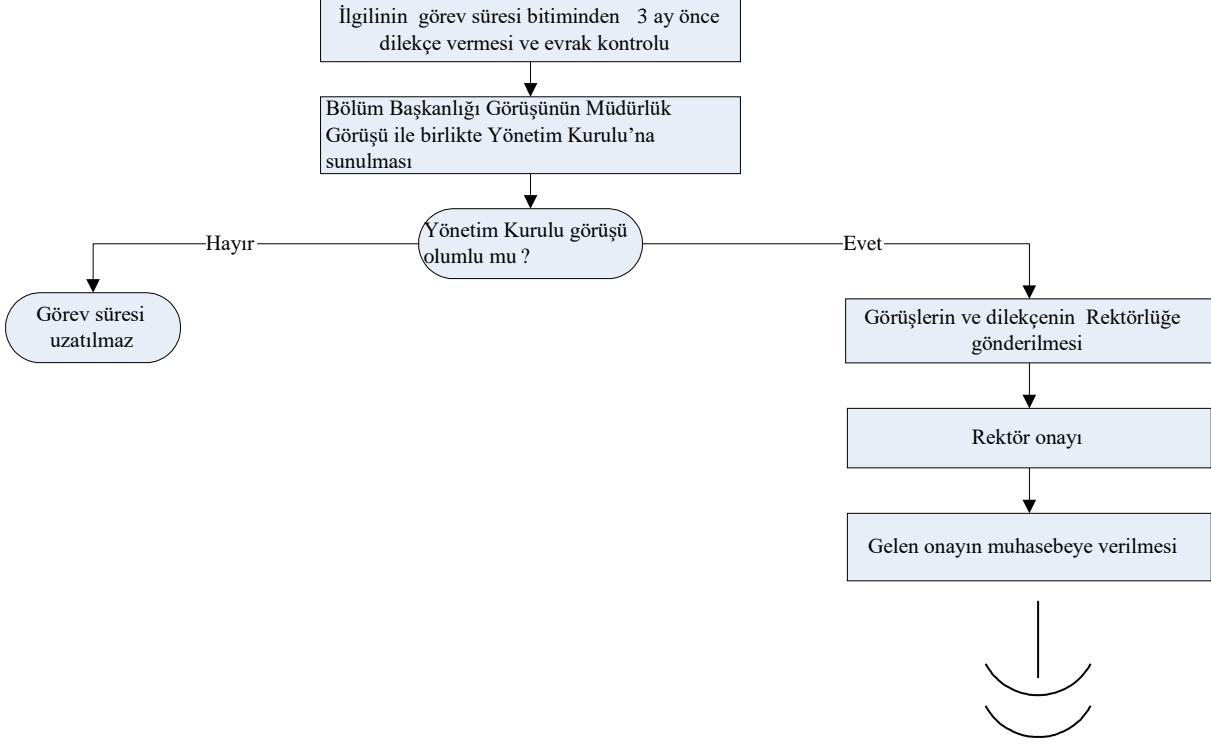 İlgilinin görev süresi bitiminden 3 ay önce
dilekçe vermesi ve evrak kontrolu
Bölüm Başkanlığı Görüşünün Müdürlük
Görüşü ile birlikte Yönetim Kurulu’na
sunulması
Yönetim Kurulu görüşü
olumlu mu ?
Hayır
Evet
Görev süresi
uzatılmaz
Görüşlerin ve dilekçenin Rektörlüğe
gönderilmesi
Rektör onayı
Gelen onayın muhasebeye verilmesi